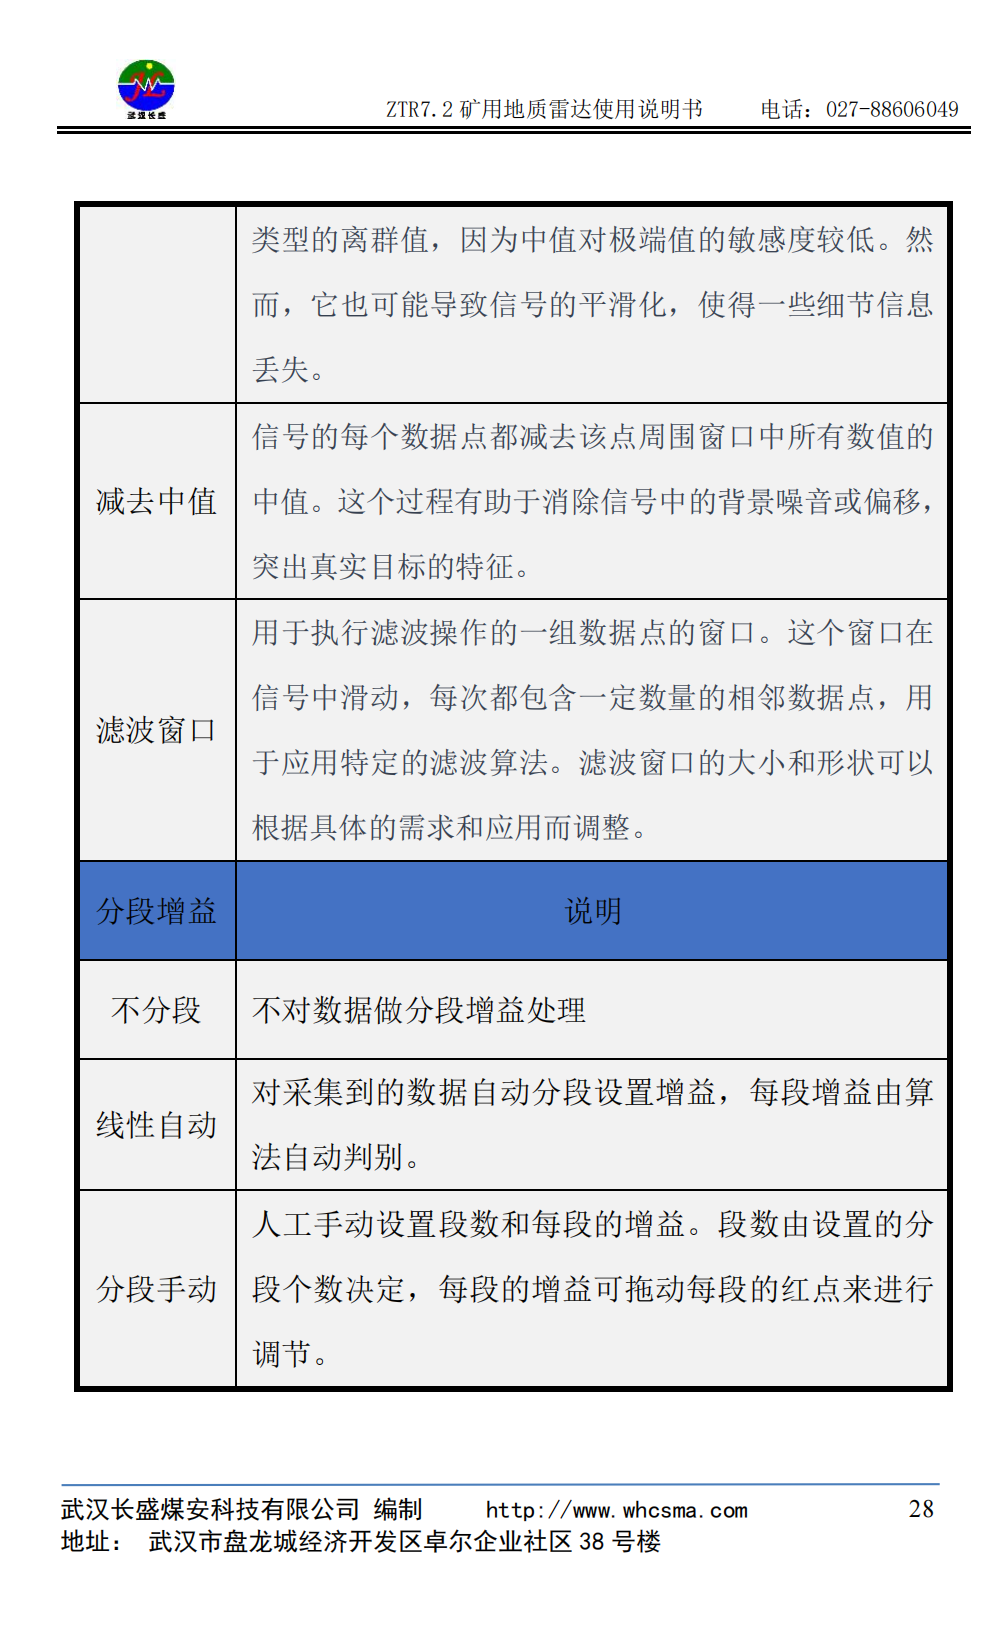 武汉长盛
ZTR7.2 矿用地质雷达使用说明书 电话：027-88606049
类型的离群值，因为中值对极端值的敏感度较低。然
而，它也可能导致信号的平滑化，使得一些细节信息
丢失。
减去中值
信号的每个数据点都减去该点周围窗口中所有数值的
中值。这个过程有助于消除信号中的背景噪音或偏移，
突出真实目标的特征。
滤波窗口
用于执行滤波操作的一组数据点的窗口。这个窗口在
信号中滑动，每次都包含一定数量的相邻数据点，用
于应用特定的滤波算法。滤波窗口的大小和形状可以
根据具体的需求和应用而调整。
分段增益 说明
不分段 不对数据做分段增益处理
线性自动
对采集到的数据自动分段设置增益，每段增益由算
法自动判别。
分段手动
人工手动设置段数和每段的增益。段数由设置的分
段个数决定，每段的增益可拖动每段的红点来进行
调节。
武汉长盛煤安科技有限公司 编制 http://www.whcsma.com 28
地址： 武汉市盘龙城经济开发区卓尔企业社区 38 号楼